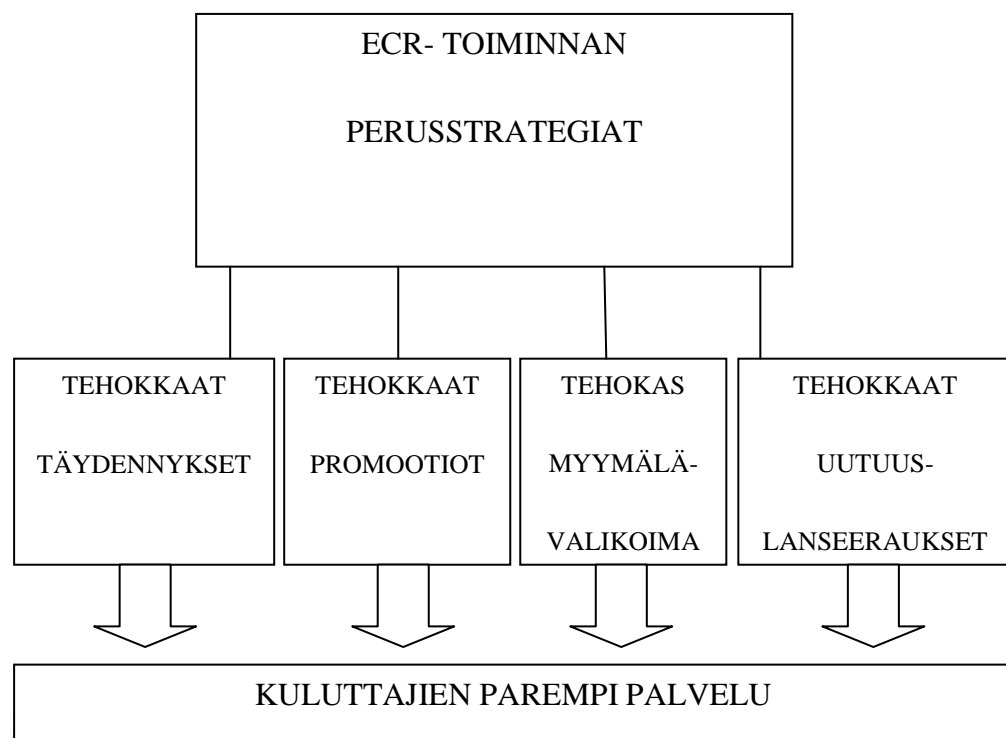 ECR- TOIMINNAN
PERUSSTRATEGIAT
TEHOKKAAT
TÄYDENNYKSET
TEHOKKAAT
PROMOOTIOT
TEHOKAS
MYYMÄLÄ-
VALIKOIMA
TEHOKKAAT
UUTUUS-
LANSEERAUKSET
KULUTTAJIEN PAREMPI PALVELU